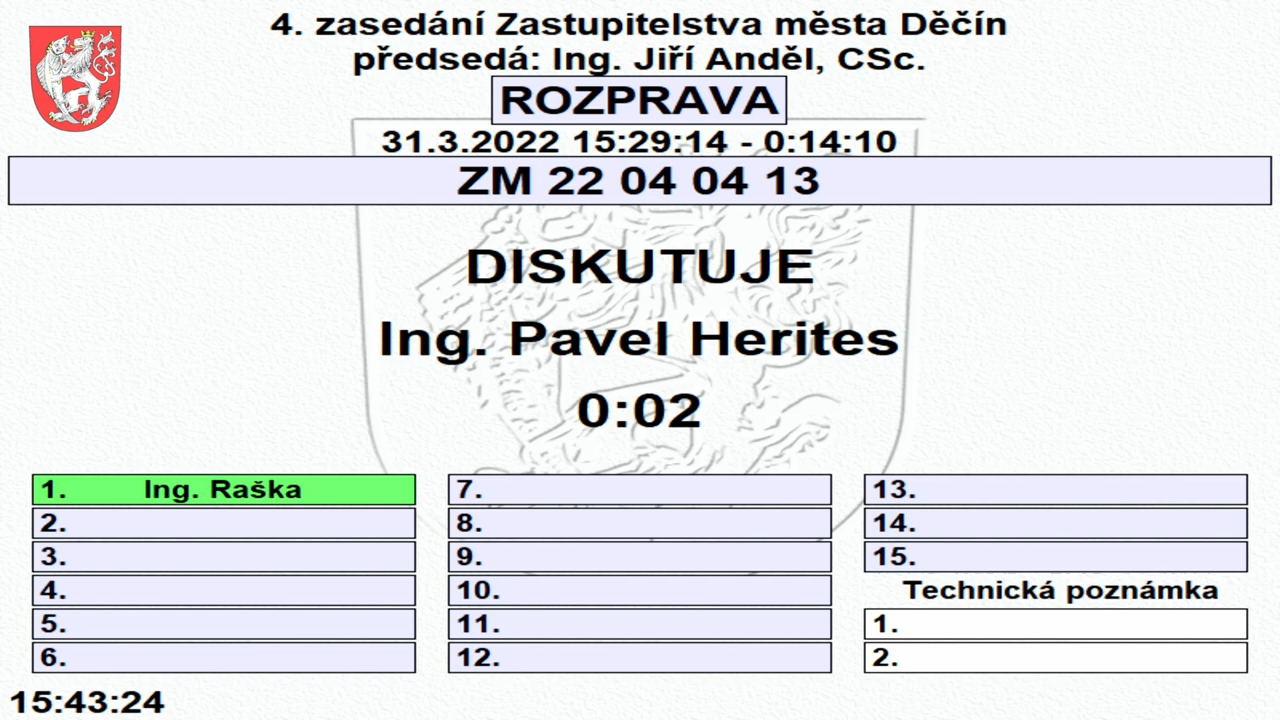 4. zasedání Zastupitelstva města Děčín
předsedá: Ing. Jiří Anděl, CSc.
ROZPRAVA
31.3.2022 15:29:14 - 0:14:10
ZM 22 04 04 13
DISKUTUJE
Ing. Pavel Herites
0:02
1. Ing. Raška
2.
3.
4.
5.
6.
7.
8.
9.
10.
11.
12.
13.
14.
15.
Technická poznámka
1.
2.
15:43:24